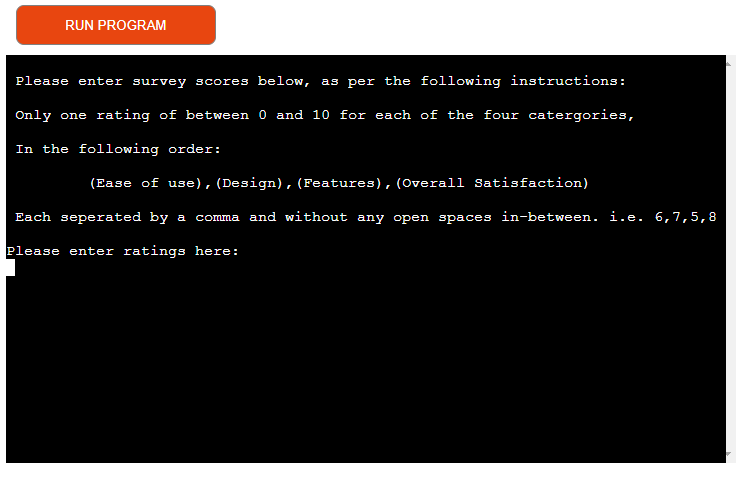 RUN PROGRAM
Please enter survey scores below, as per the following instructions:
Only one rating of between 0 and 10 for each of the four catergories,
In the following order:
(Ease of use),(Design),(Features),(Overall Satisfaction)
Each seperated by a comma and without any open spaces in-between. i.e. 6,7,5,8
Please enter ratings here: